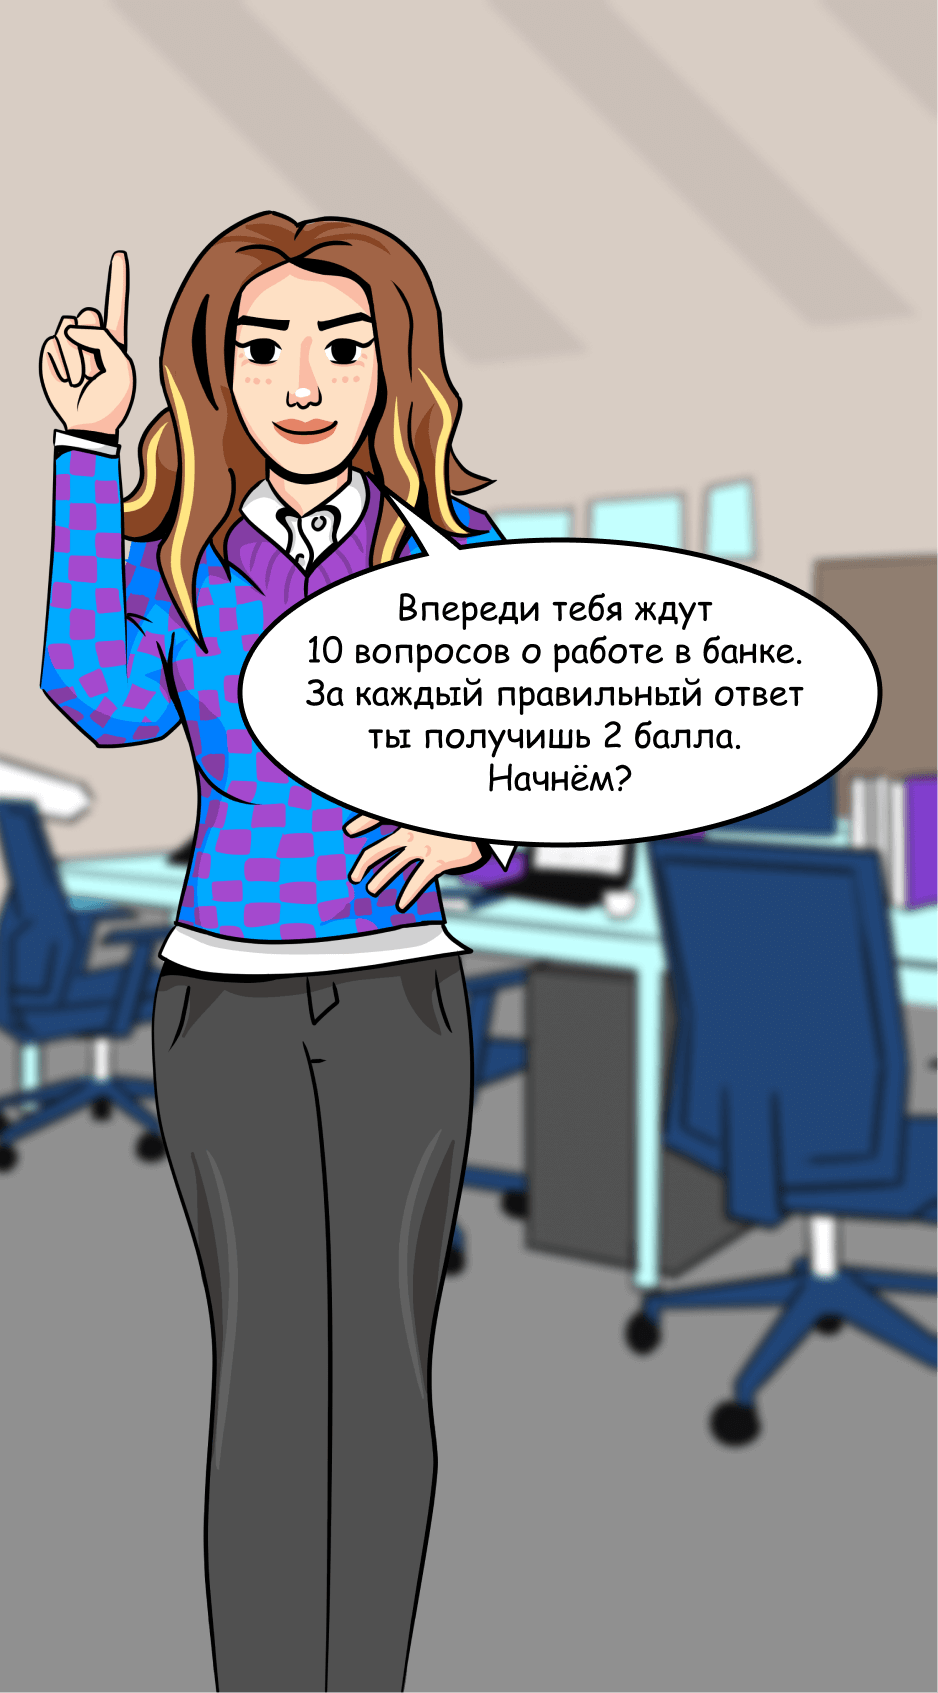 Впереди тебя ждут
10 вопросов о работе в банке.
За каждый правильный ответ
ты получишь 2 балла.
Начнём?